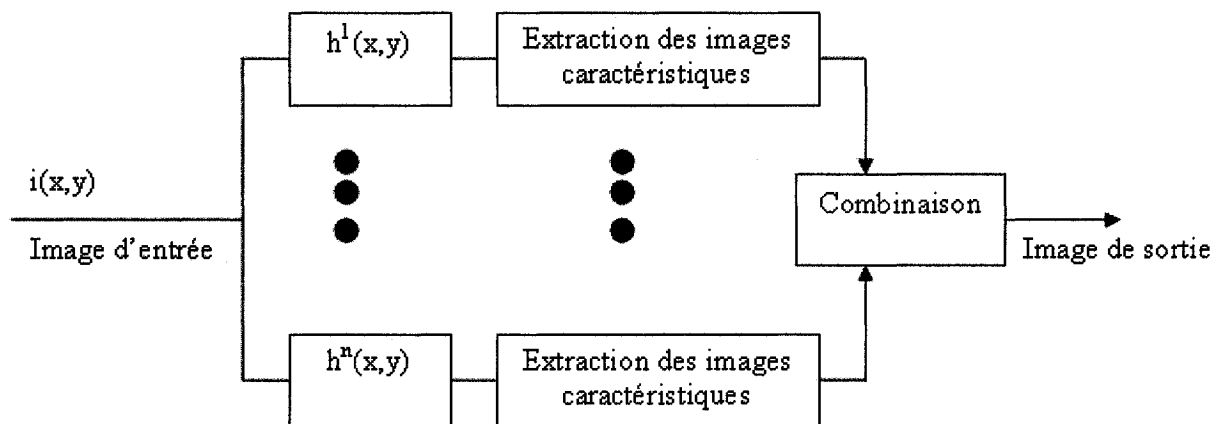 h¹(x,y)
Extraction des images
caractéristiques
i(x,y)
Image d'entrée
Combinaison
Image de sortie
hⁿ(x,y)
Extraction des images
caractéristiques